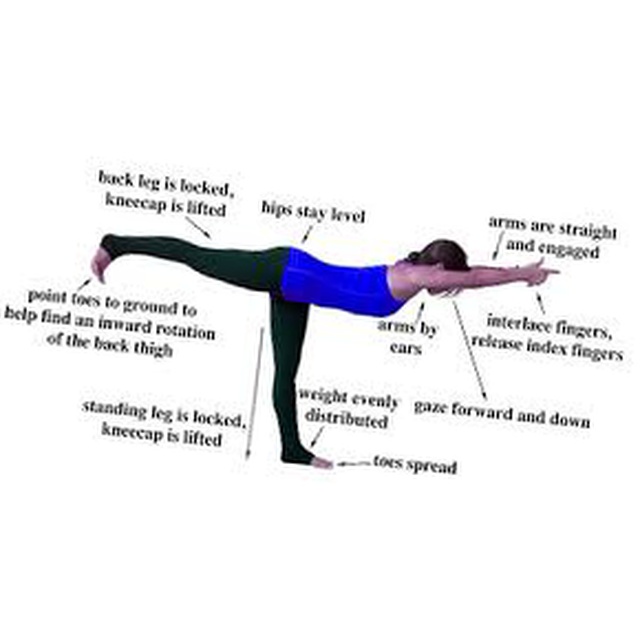 back leg is locked,
kneecap is lifted
hips stay level
arms are straight
and engaged
point toes to ground to
help find an inward rotation
of the back thigh
arms by
ears
interlace fingers,
release index fingers
standing leg is locked,
kneecap is lifted
weight evenly
distributed
gaze forward and down
toes spread